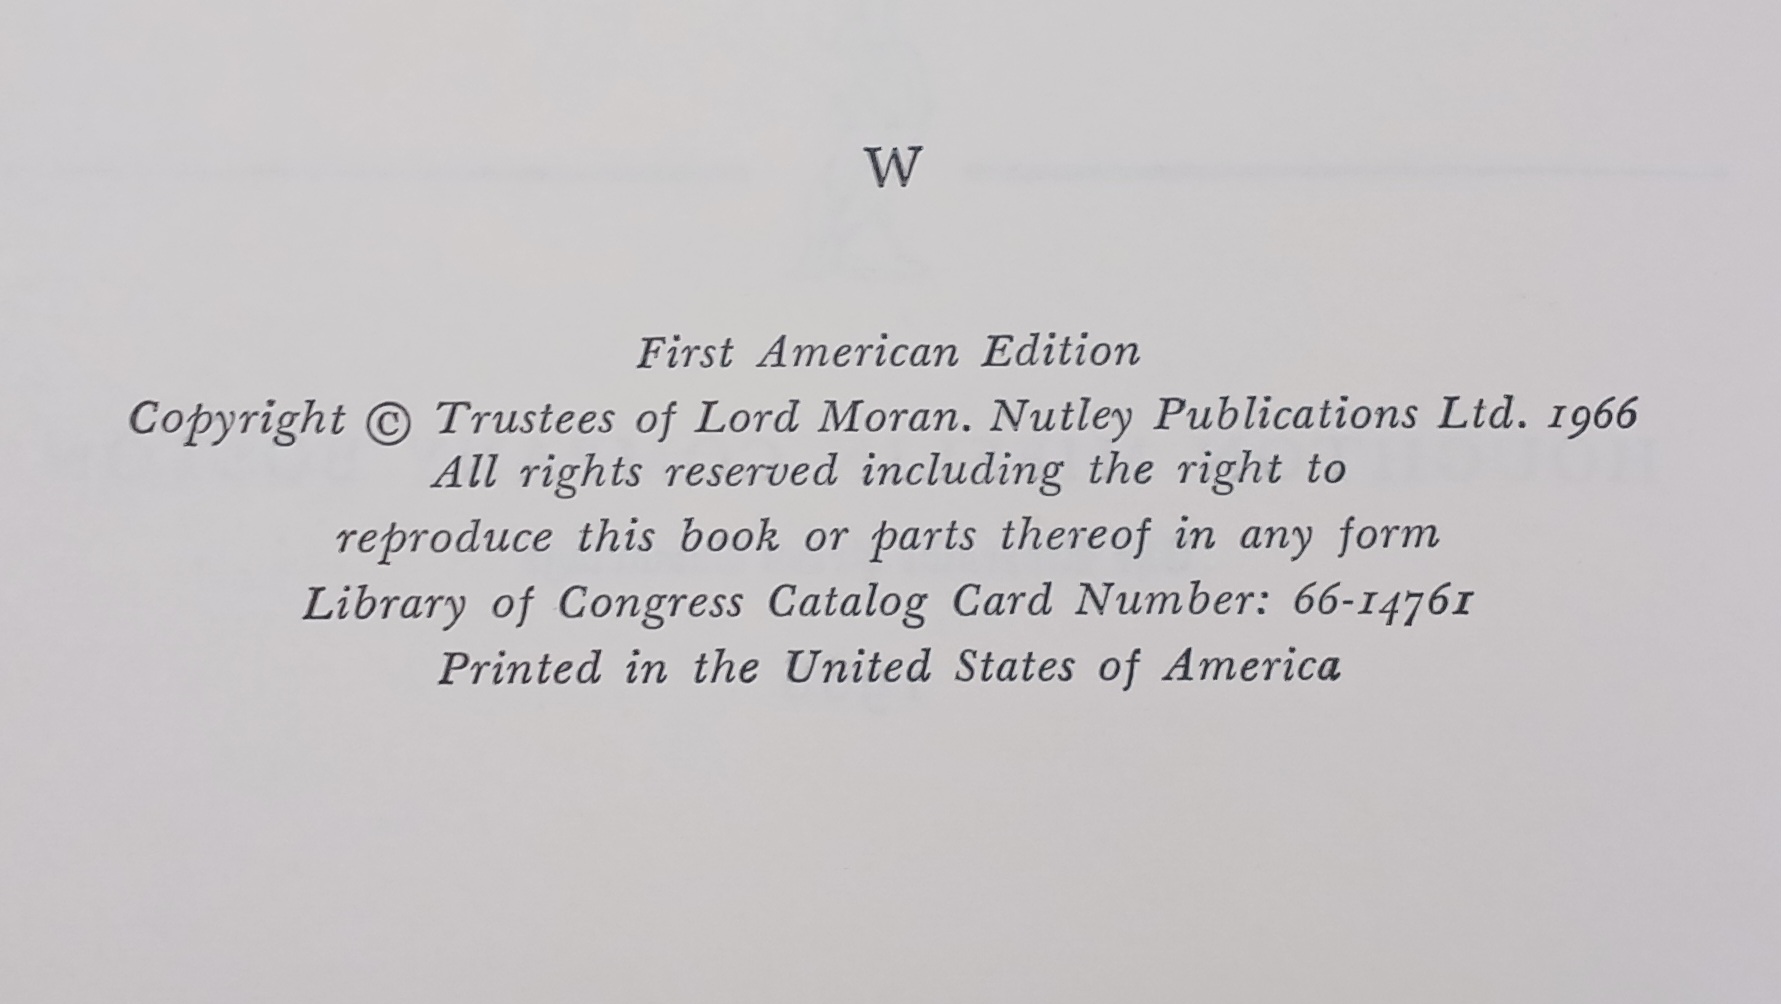 W
First American Edition
Copyright © Trustees of Lord Moran. Nutley Publications Ltd. 1966
All rights reserved including the right to
reproduce this book or parts thereof in any form
Library of Congress Catalog Card Number: 66-14761
Printed in the United States of America